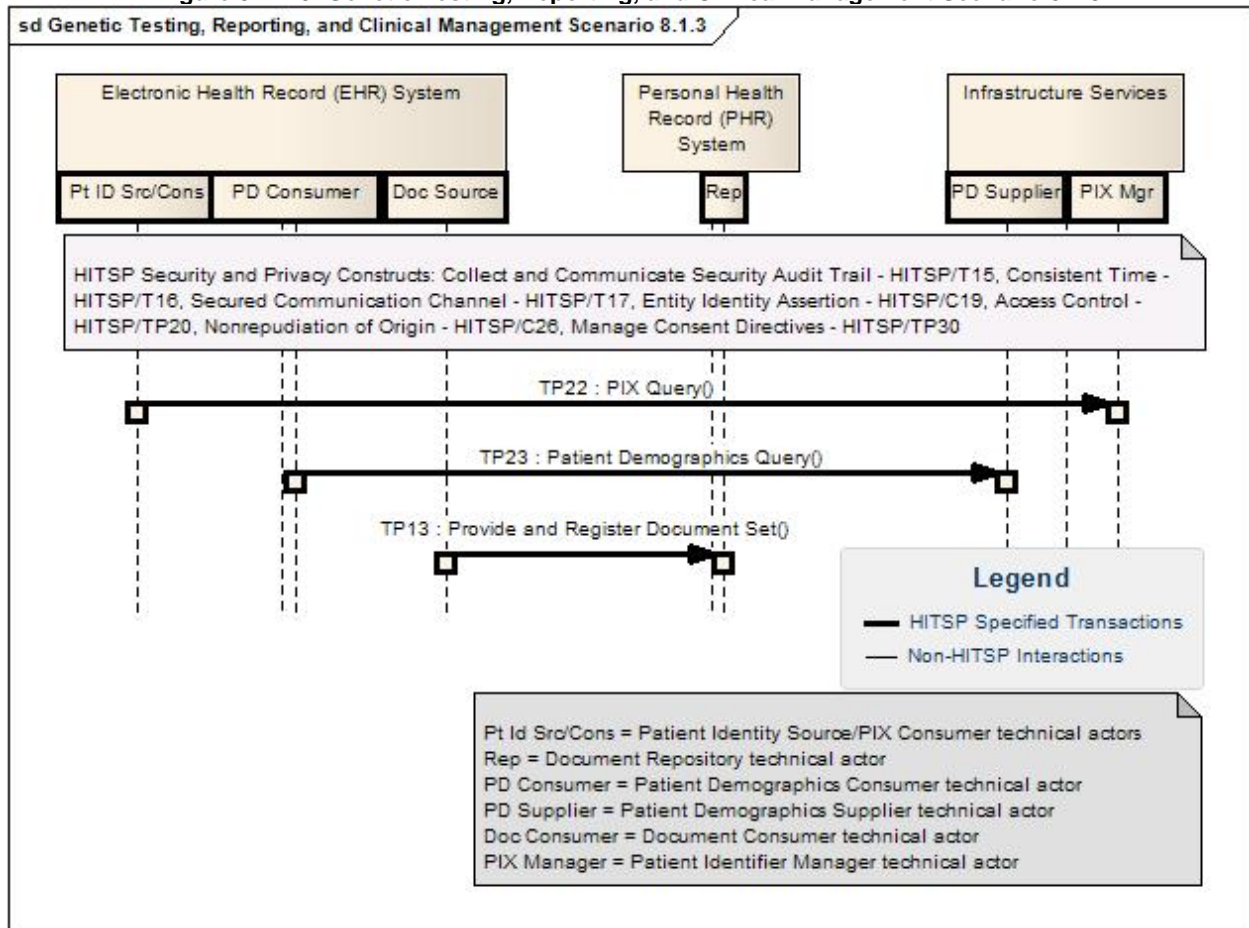 sd Genetic Testing, Reporting, and Clinical Management Scenario 8.1.3
Electronic Health Record (EHR) System
Personal Health
Record (PHR)
System
Infrastructure Services
Pt ID Src/Cons
PD Consumer
Doc Source
Rep
PD Supplier
PIX Mgr
HITSP Security and Privacy Constructs: Collect and Communicate Security Audit Trail - HITSP/T15, Consistent Time -
HITSP/T16, Secured Communication Channel - HITSP/T17, Entity Identity Assertion - HITSP/C19, Access Control -
HITSP/TP20, Nonrepudiation of Origin - HITSP/C26, Manage Consent Directives - HITSP/TP30
TP22 : PIX Query()
TP23 : Patient Demographics Query()
TP13 : Provide and Register Document Set()
Legend
HITSP Specified Transactions
Non-HITSP Interactions
Pt Id Src/Cons = Patient Identity Source/PIX Consumer technical actors
Rep = Document Repository technical actor
PD Consumer = Patient Demographics Consumer technical actor
PD Supplier = Patient Demographics Supplier technical actor
Doc Consumer = Document Consumer technical actor
PIX Manager = Patient Identifier Manager technical actor